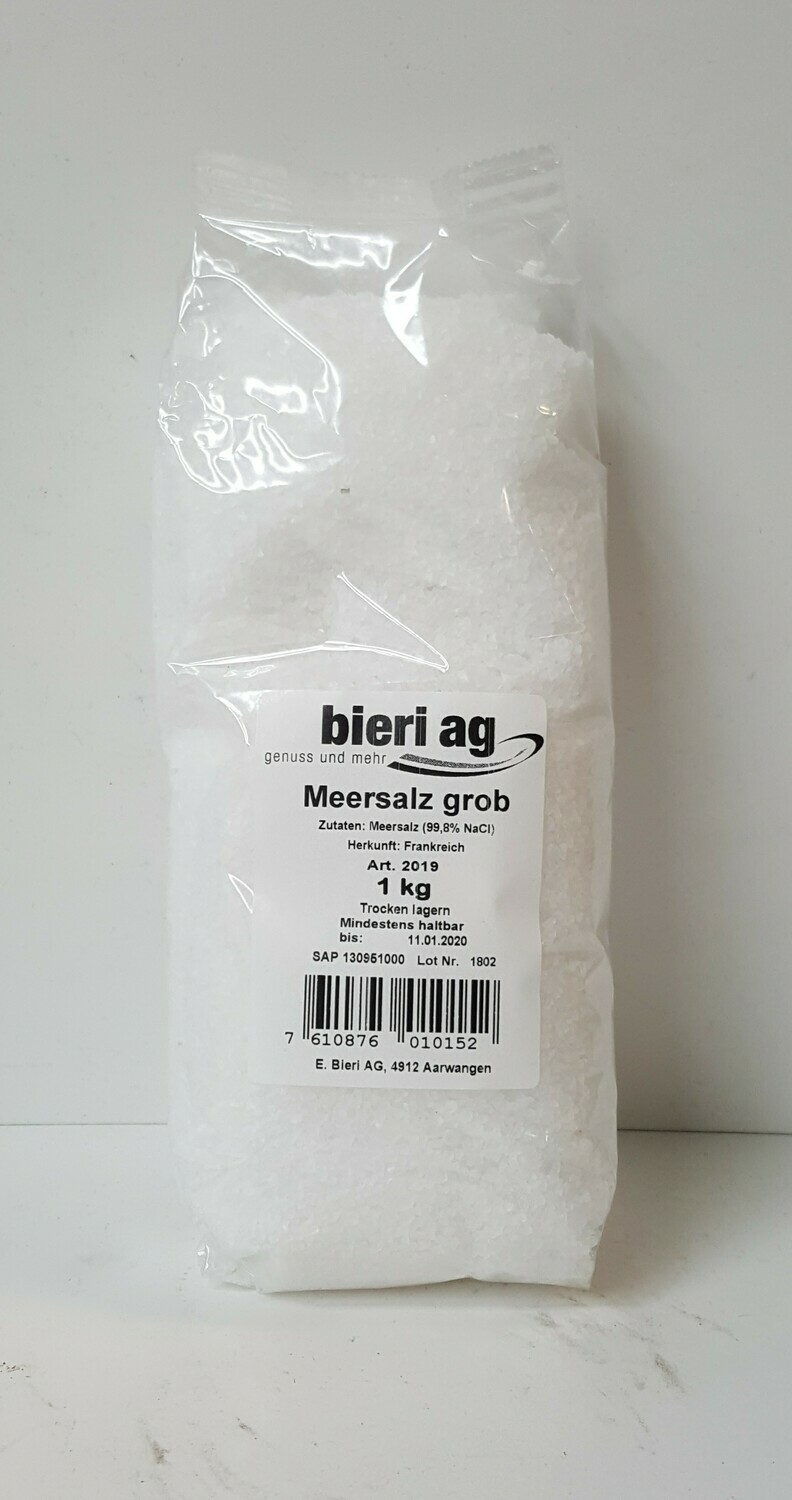 bieri ag
genuss und mehr
Meersalz grob
Zutaten: Meersalz (99,8% NaCl)
Herkunft: Frankreich
Art. 2019
1 kg
Trocken lagern
Mindestens haltbar
bis: 11.01.2020
SAP 130951000 Lot Nr. 1802
7 610876 010152
E. Bieri AG, 4912 Aarwangen